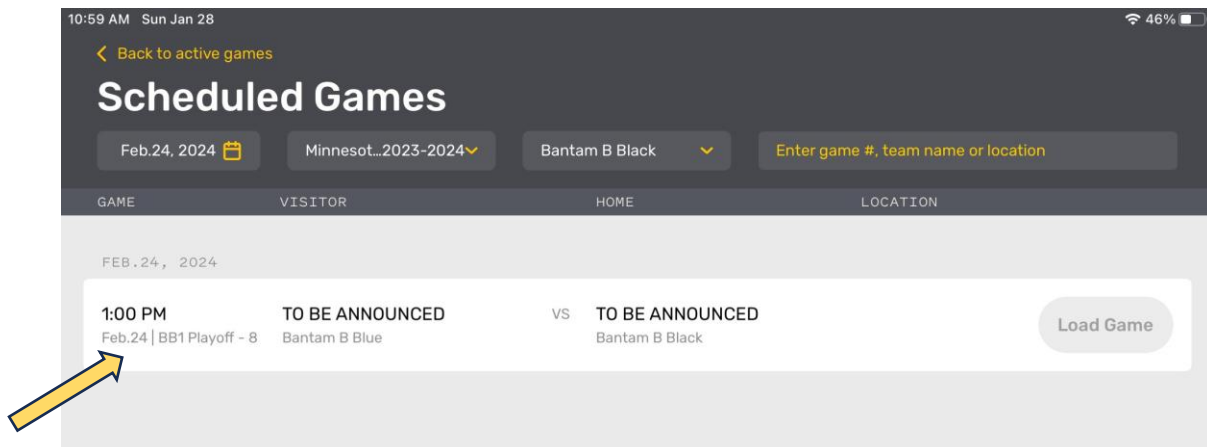 10:59 AM Sun Jan 28 46%
Back to active games
Scheduled Games
Feb.24, 2024 Minnesot...2023-2024 Bantam B Black Enter game #, team name or location
GAME VISITOR HOME LOCATION
FEB.24, 2024
1:00 PM TO BE ANNOUNCED VS TO BE ANNOUNCED Load Game
Feb.24 | BB1 Playoff - 8 Bantam B Blue Bantam B Black